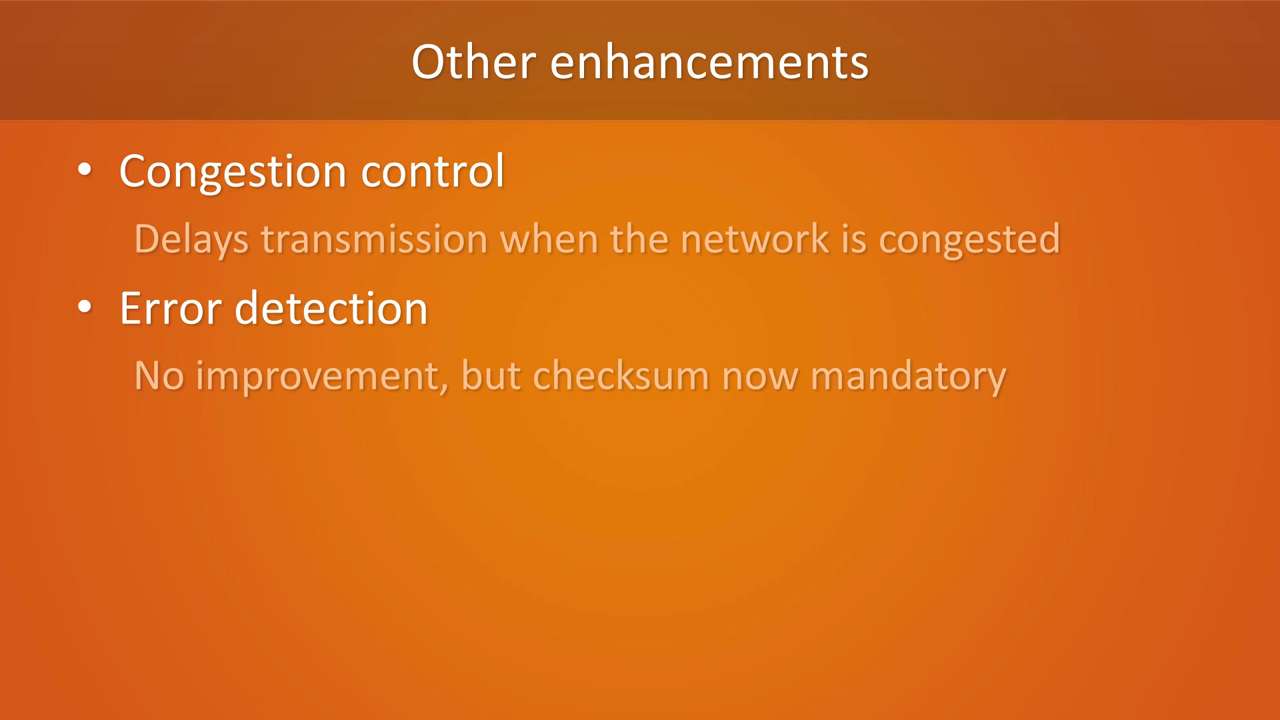 Other enhancements
• Congestion control
Delays transmission when the network is congested
• Error detection
No improvement, but checksum now mandatory